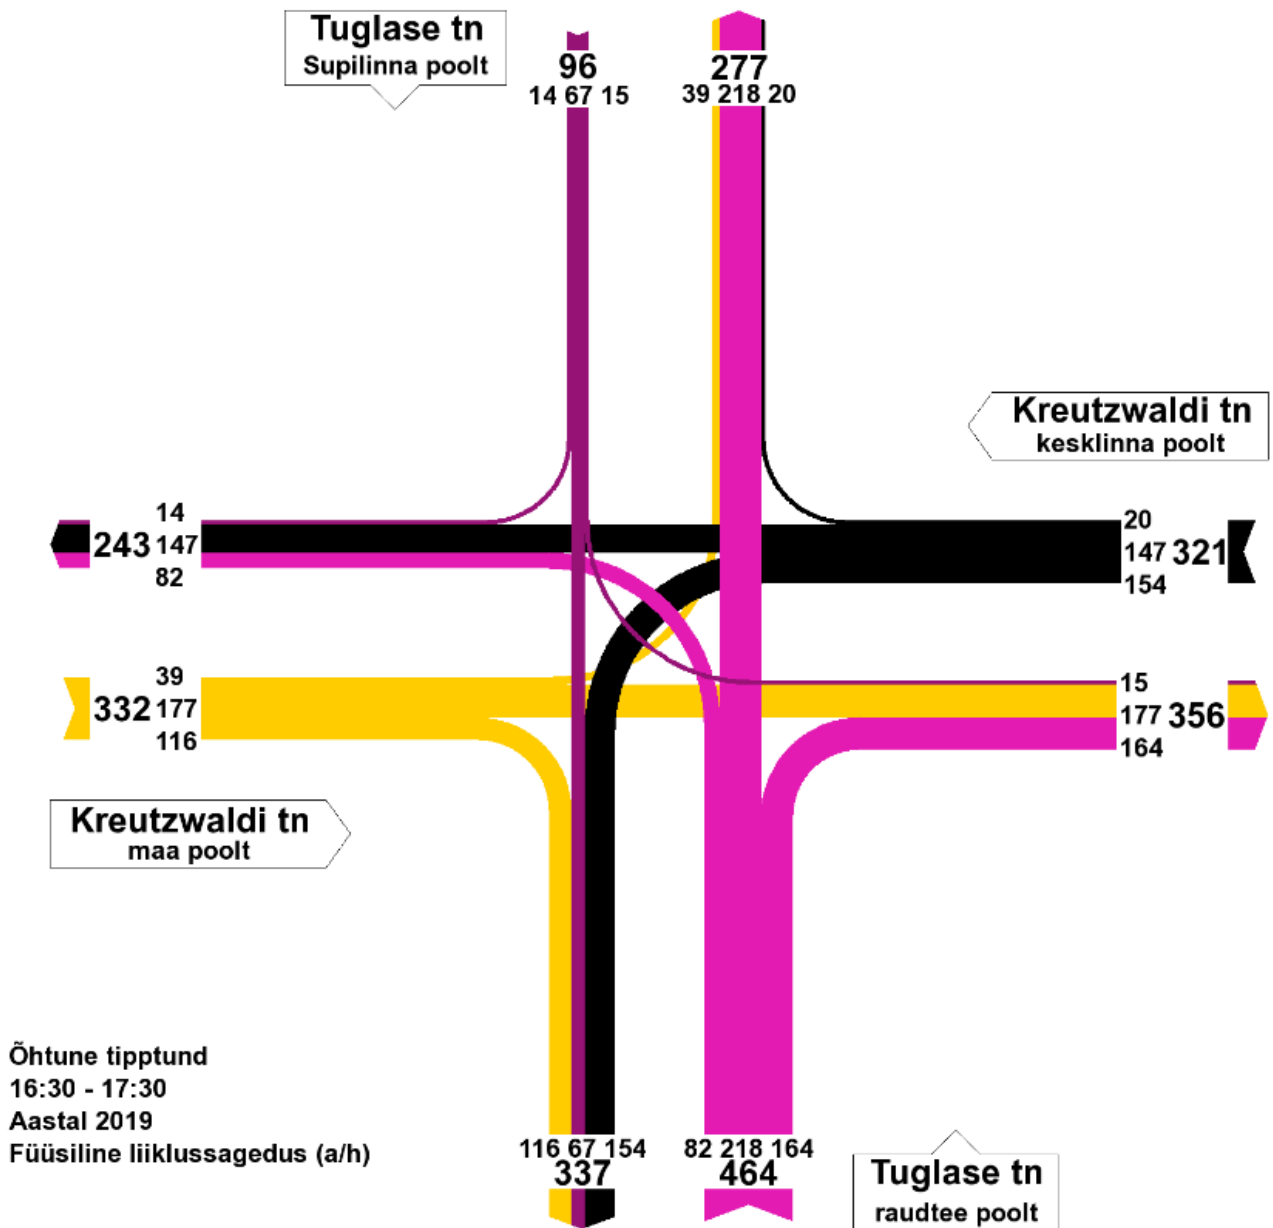 Tuglase tn
Supilinna poolt
96
14 67 15
277
39 218 20
Kreutzwaldi tn
kesklinna poolt
14
243 147
82
20
147 321
154
39
332 177
116
15
177 356
164
Kreutzwaldi tn
maa poolt
Õhtune tipptund
16:30 - 17:30
Aastal 2019
Füüsiline liiklussagedus (a/h)
116 67 154
337
82 218 164
464
Tuglase tn
raudtee poolt